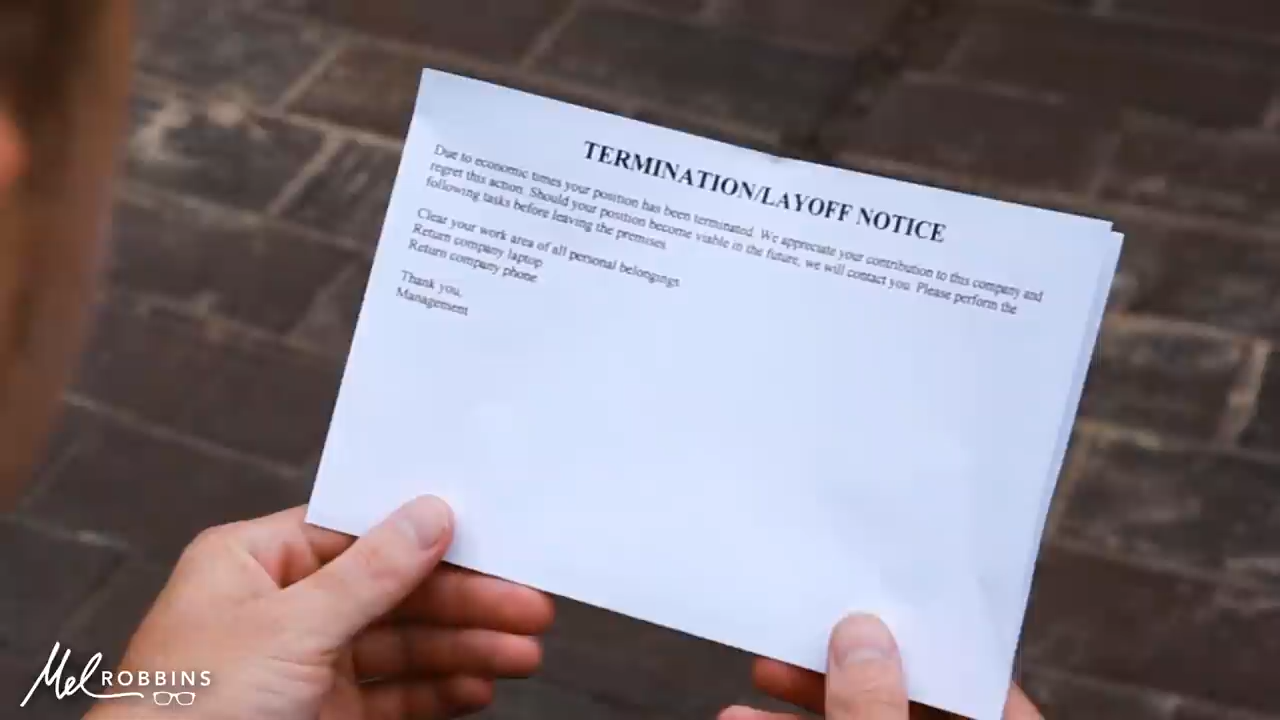 TERMINATION/LAYOFF NOTICE
Due to economic times your position has been terminated. We appreciate your contribution to this company and
regret this action. Should your position become viable in the future, we will contact you. Please perform the
following tasks before leaving the premises.
Clear your work area of all personal belongings.
Return company laptop
Return company phone
Thank you,
Management
Mel ROBBINS